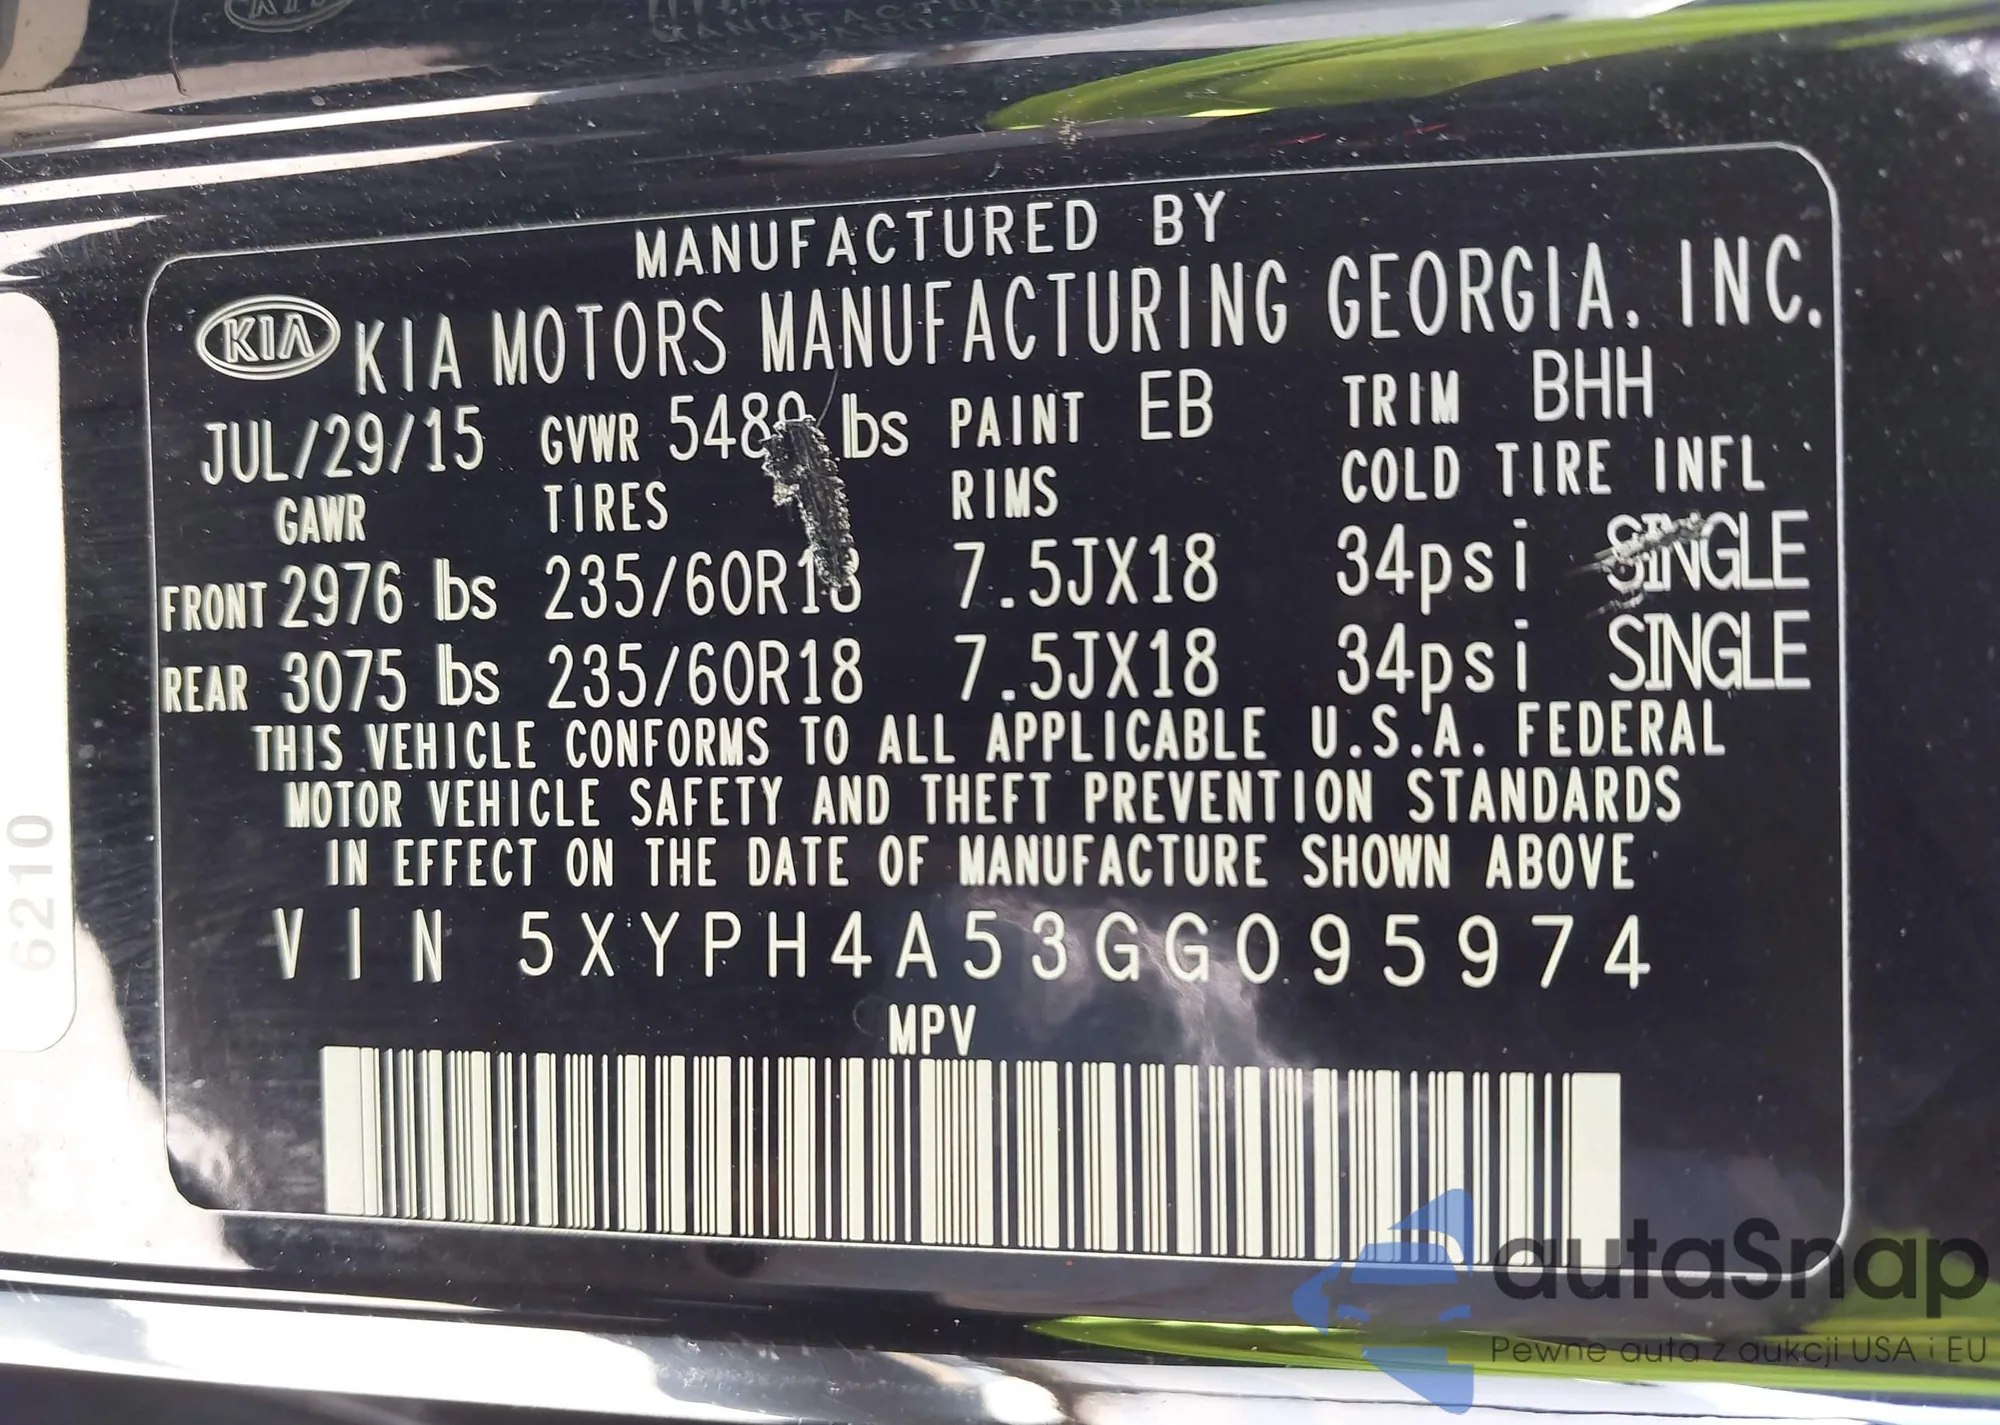 MANUFACTURED BY
KIA KIA MOTORS MANUFACTURING GEORGIA, INC.
JUL/29/15 GVWR 5489 lbs PAINT EB TRIM BHH
GAWR TIRES RIMS COLD TIRE INFL
FRONT 2976 lbs 235/60R18 7.5JX18 34psi SINGLE
REAR 3075 lbs 235/60R18 7.5JX18 34psi SINGLE
THIS VEHICLE CONFORMS TO ALL APPLICABLE U.S.A. FEDERAL
MOTOR VEHICLE SAFETY AND THEFT PREVENTION STANDARDS
IN EFFECT ON THE DATE OF MANUFACTURE SHOWN ABOVE
VIN 5XYPH4A53GG095974
MPV
6210
autaSnap
Pewne auta z aukcji USA i EU